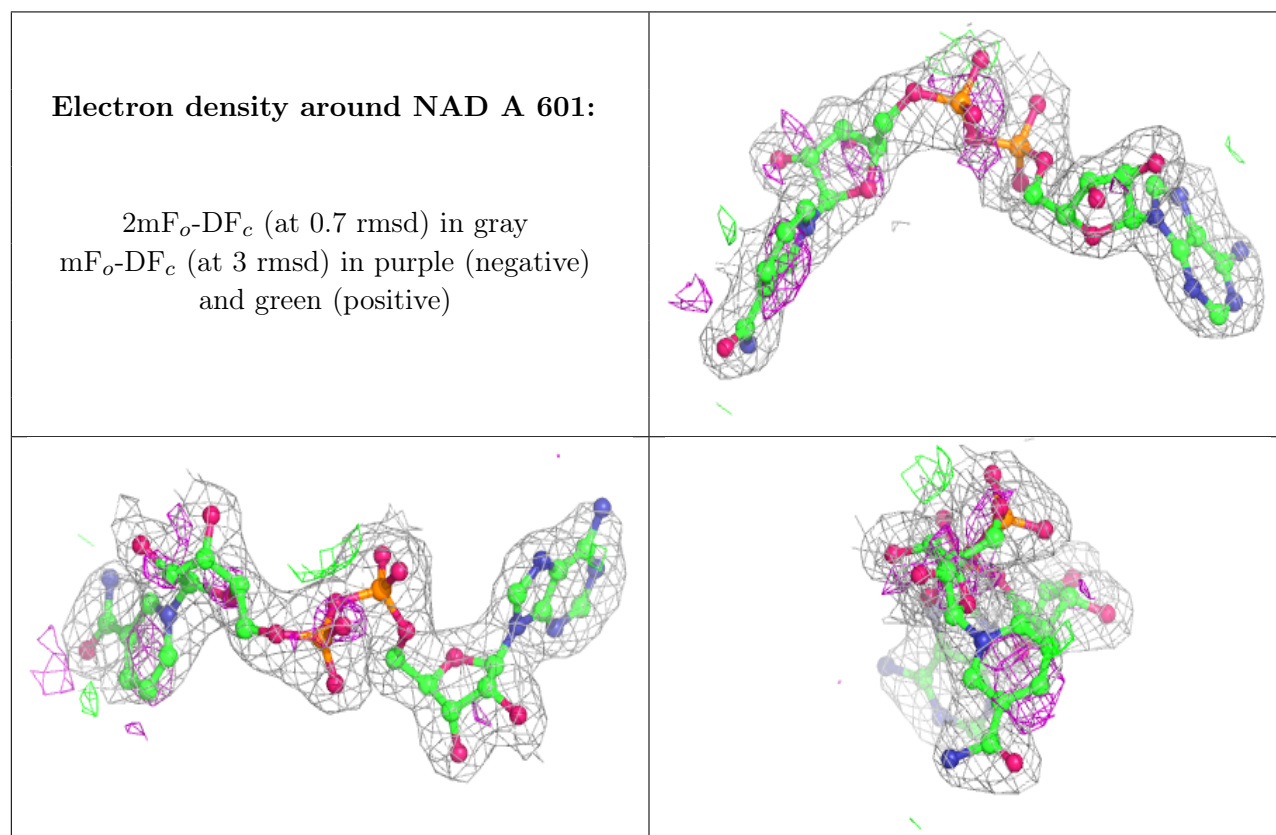 Electron density around NAD A 601:
2mFo-DFc (at 0.7 rmsd) in gray
mFo-DFc (at 3 rmsd) in purple (negative)
and green (positive)